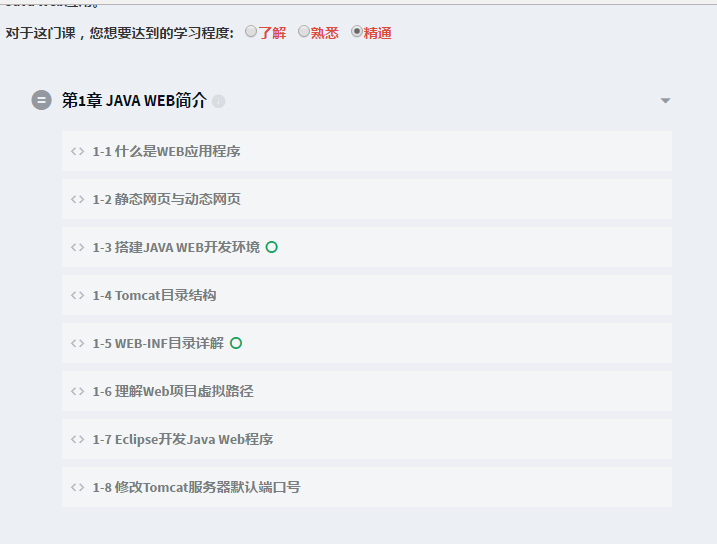 对于这门课，您想要达到的学习程度: 了解 熟悉 精通
第1章 JAVA WEB简介
1-1 什么是WEB应用程序
1-2 静态网页与动态网页
1-3 搭建JAVA WEB开发环境
1-4 Tomcat目录结构
1-5 WEB-INF目录详解
1-6 理解Web项目虚拟路径
1-7 Eclipse开发Java Web程序
1-8 修改Tomcat服务器默认端口号